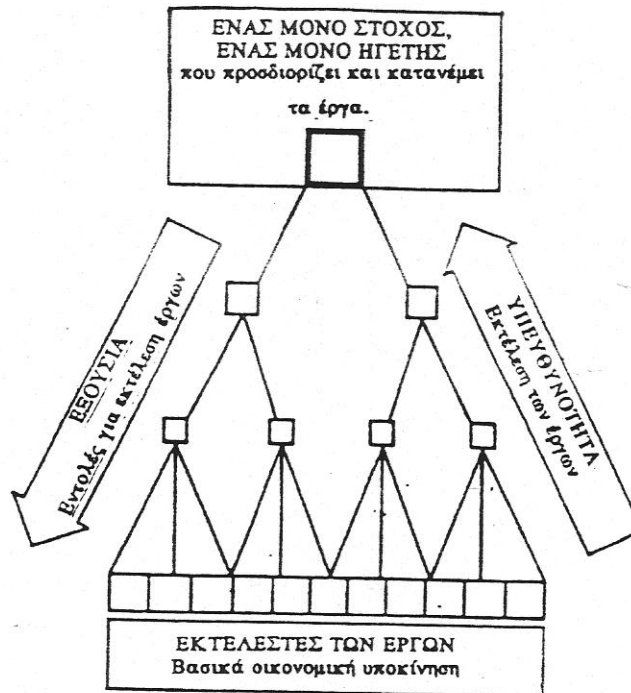 ΕΝΑΣ ΜΟΝΟ ΣΤΟΧΟΣ,
ΕΝΑΣ ΜΟΝΟ ΗΓΕΤΗΣ
που προσδιορίζει και κατανέμει
τα έργα.
ΕΞΟΥΣΙΑ
Εντολές για εκτέλεση έργων
ΥΠΕΥΘΥΝΟΤΗΤΑ
Εκτέλεση των έργων
ΕΚΤΕΛΕΣΤΕΣ ΤΩΝ ΕΡΓΩΝ
Βασικά οικονομική υποκίνηση